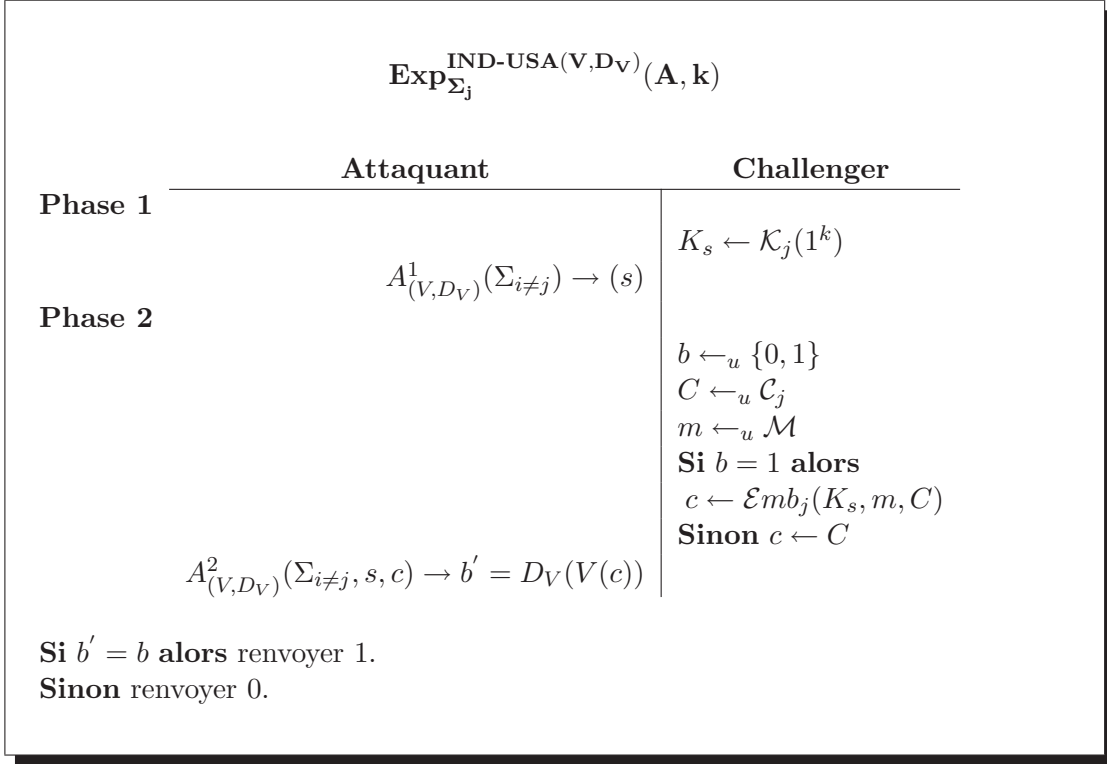 Exp_{Σ_j}^{IND-USA(V,D_V)}(A, k)
Attaquant Challenger
Phase 1
K_s ← 𝒦_j(1^k)
A^1_{(V,D_V)}(Σ_{i≠j}) → (s)
Phase 2
b ←_u {0, 1}
C ←_u 𝒞_j
m ←_u ℳ
Si b = 1 alors
c ← ℰmb_j(K_s, m, C)
Sinon c ← C
A^2_{(V,D_V)}(Σ_{i≠j}, s, c) → b' = D_V(V(c))
Si b' = b alors renvoyer 1.
Sinon renvoyer 0.